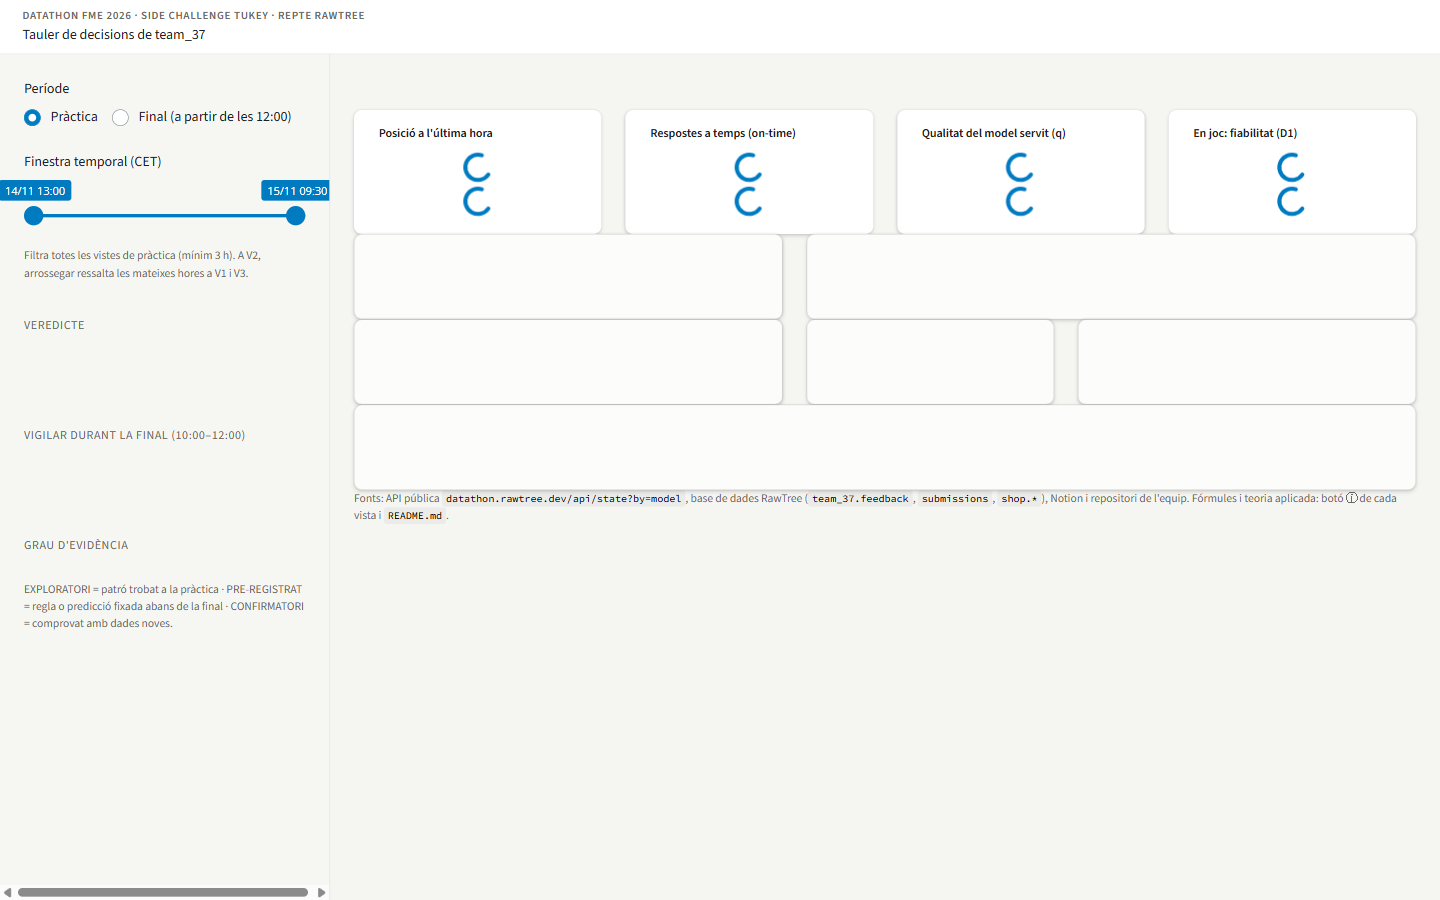 DATATHON FME 2026 · SIDE CHALLENGE TUKEY · REPTE RAWTREE
Tauler de decisions de team_37
Període
Pràctica
Final (a partir de les 12:00)
Finestra temporal (CET)
14/11 13:00
15/11 09:30
Filtra totes les vistes de pràctica (mínim 3 h). A V2,
arrossegar ressalta les mateixes hores a V1 i V3.
VEREDICTE
VIGILAR DURANT LA FINAL (10:00–12:00)
GRAU D'EVIDÈNCIA
EXPLORATORI = patró trobat a la pràctica · PRE-REGISTRAT
= regla o predicció fixada abans de la final · CONFIRMATORI
= comprovat amb dades noves.
Posició a l'última hora
Respostes a temps (on-time)
Qualitat del model servit (q)
En joc: fiabilitat (D1)
Fonts: API pública datathon.rawtree.dev/api/state?by=model , base de dades RawTree ( team_37.feedback , submissions , shop.* ), Notion i repositori de l'equip. Fórmules i teoria aplicada: botó ⓘ de cada
vista i README.md .